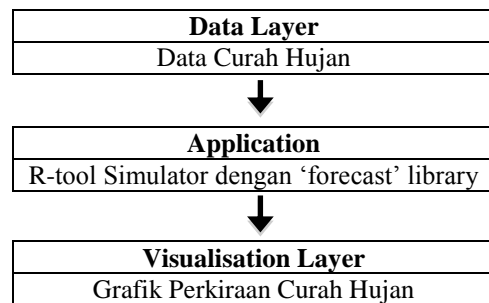 Data Layer
Data Curah Hujan
Application
R-tool Simulator dengan ‘forecast’ library
Visualisation Layer
Grafik Perkiraan Curah Hujan